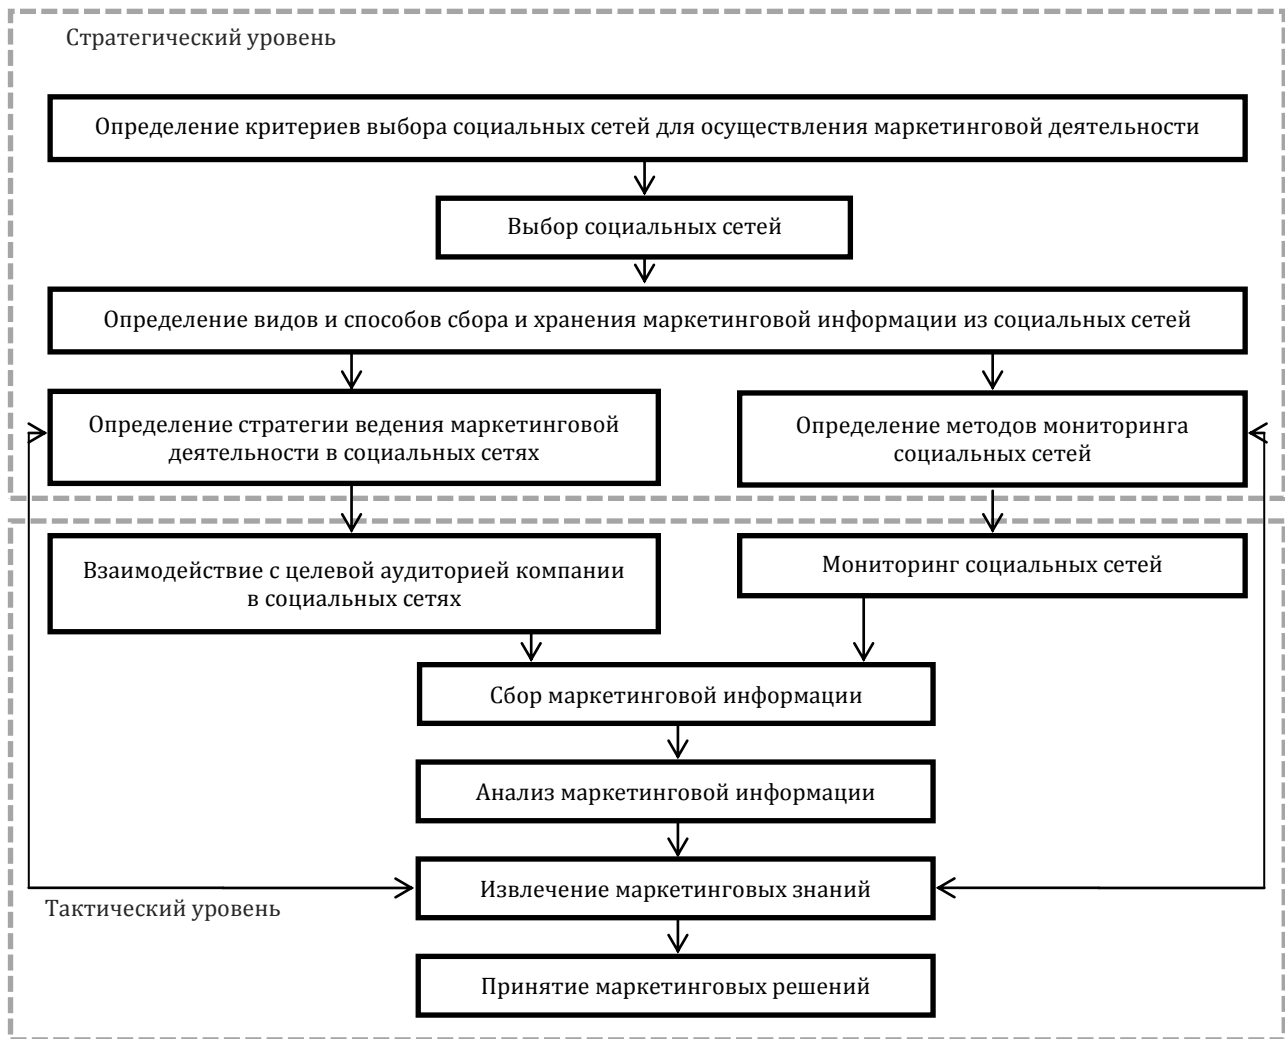 Стратегический уровень
Определение критериев выбора социальных сетей для осуществления маркетинговой деятельности
Выбор социальных сетей
Определение видов и способов сбора и хранения маркетинговой информации из социальных сетей
Определение стратегии ведения маркетинговой
деятельности в социальных сетях
Определение методов мониторинга
социальных сетей
Взаимодействие с целевой аудиторией компании
в социальных сетях
Мониторинг социальных сетей
Сбор маркетинговой информации
Анализ маркетинговой информации
Извлечение маркетинговых знаний
Тактический уровень
Принятие маркетинговых решений